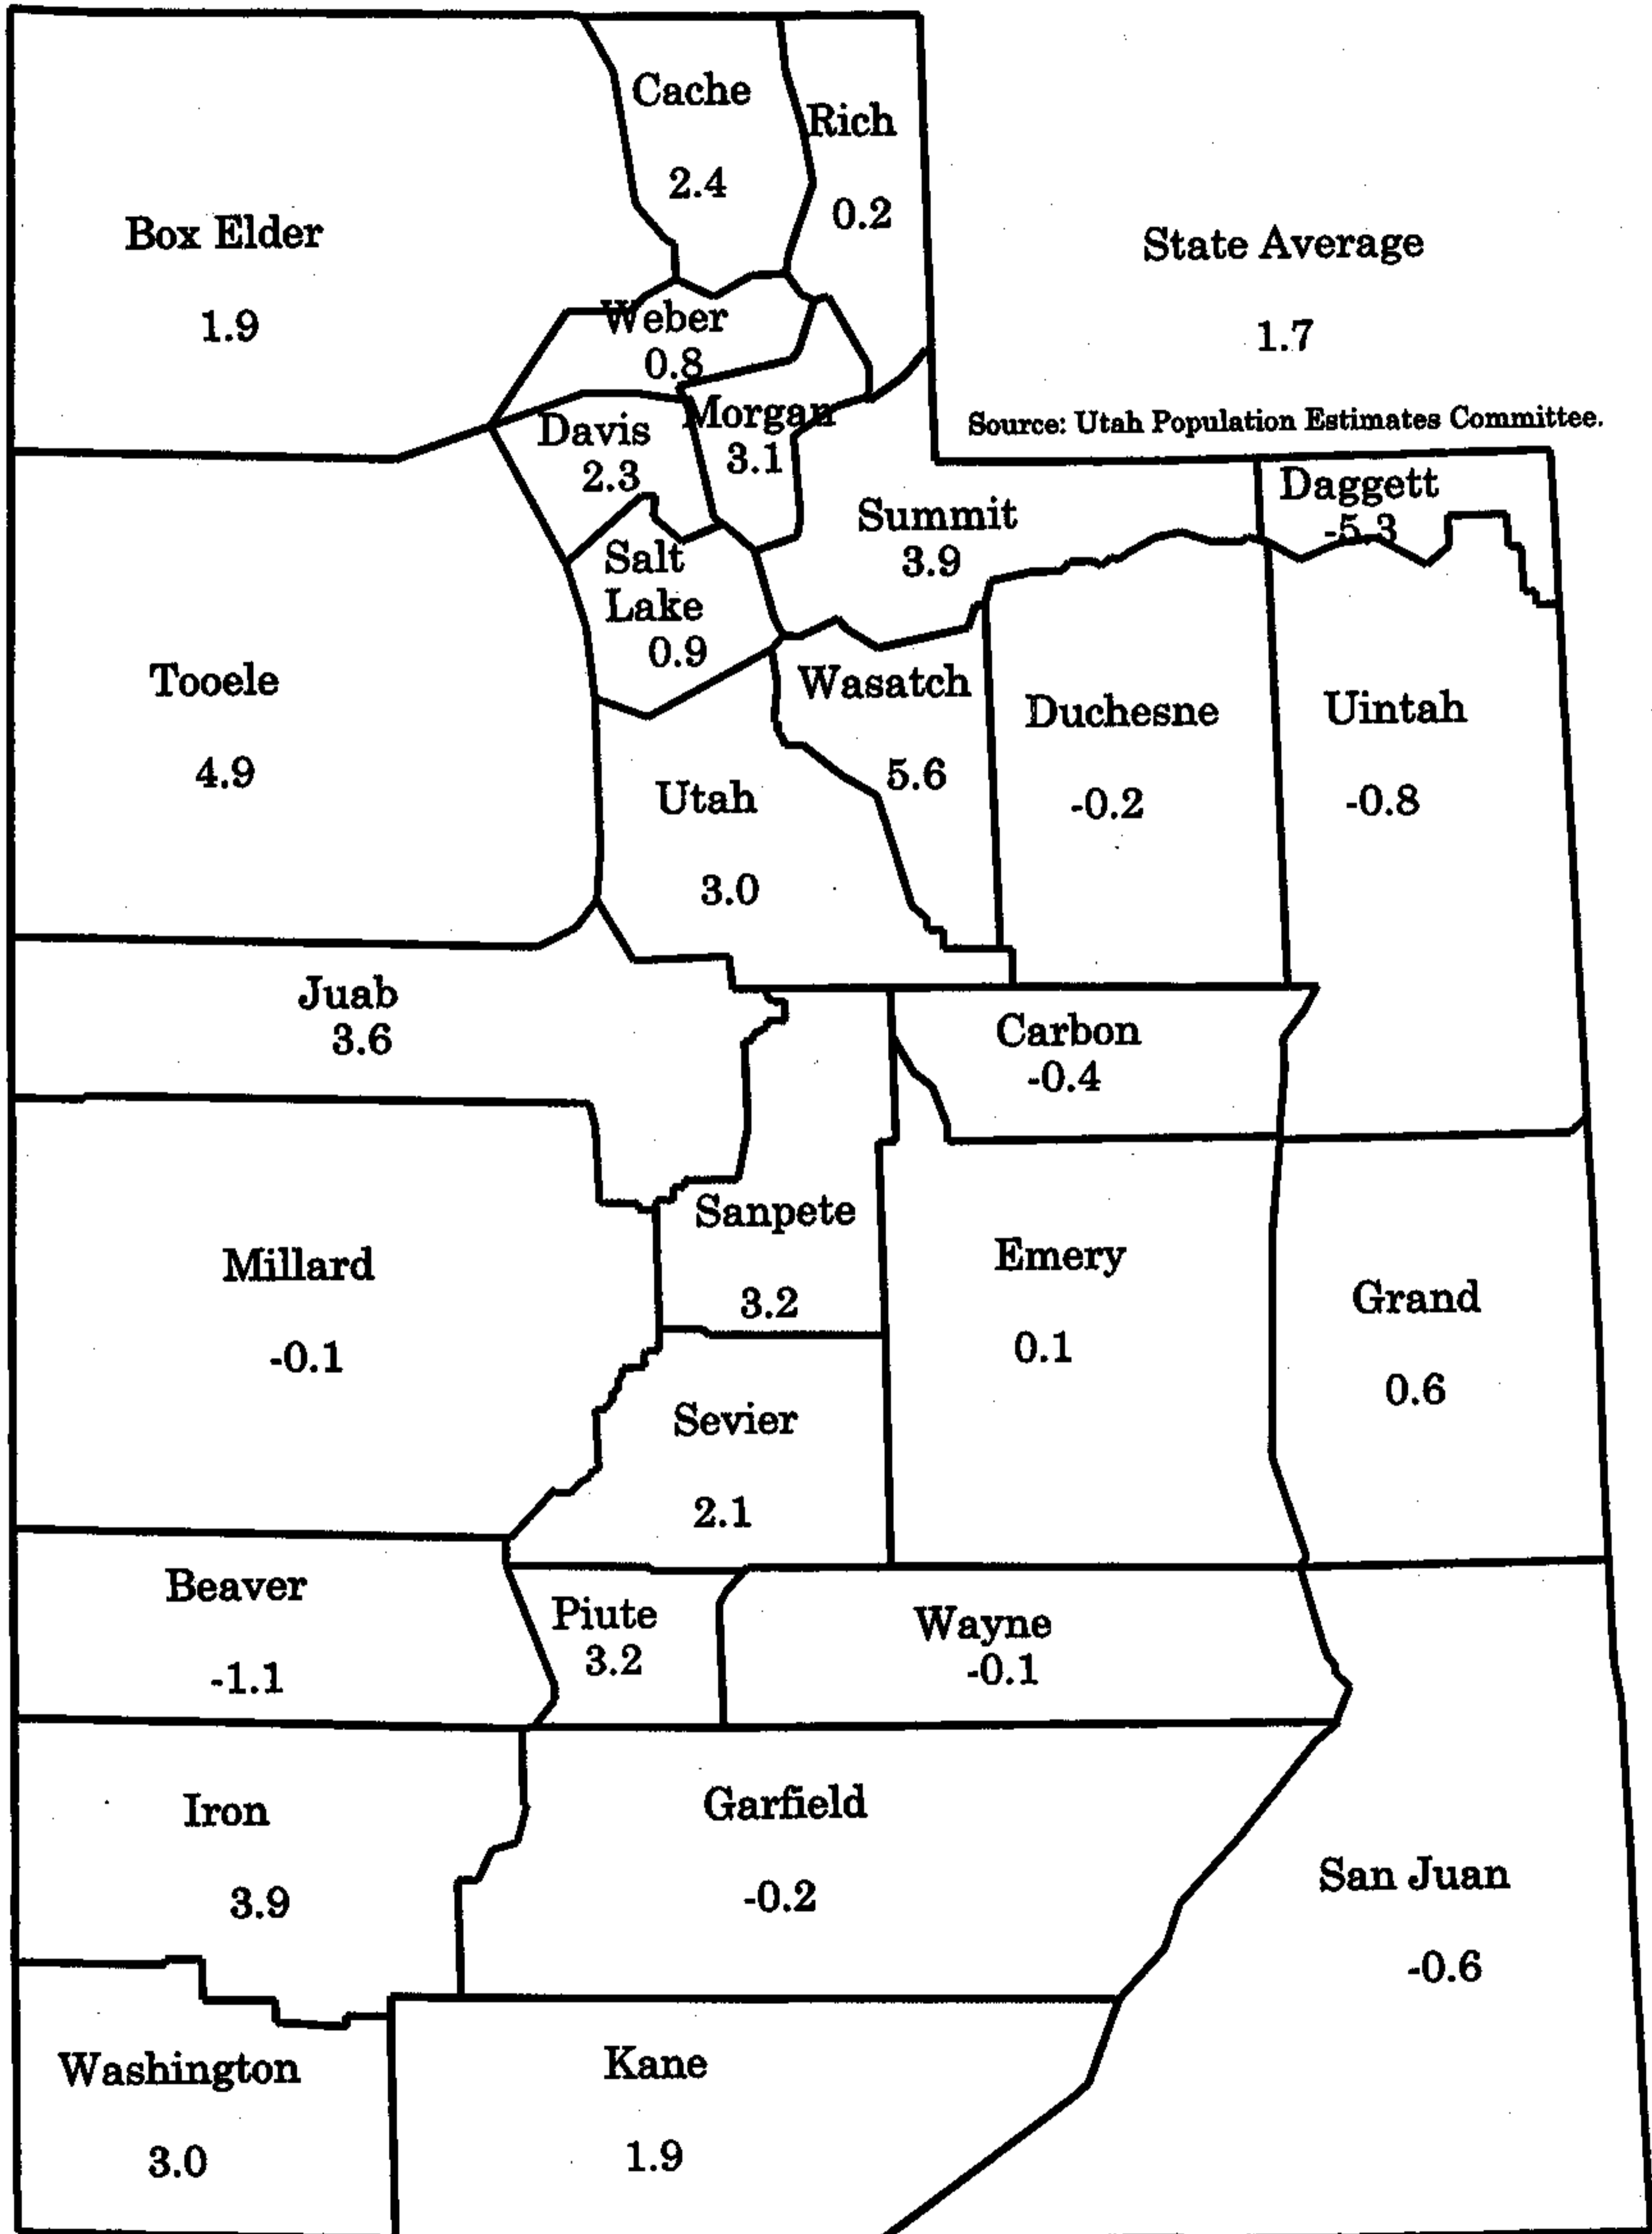 Cache
2.4
Rich
0.2
Box Elder
1.9
State Average
1.7
Source: Utah Population Estimates Committee.
Weber
0.8
Morgan
3.1
Davis
2.3
Summit
3.9
Daggett
-5.3
Salt
Lake
0.9
Tooele
4.9
Wasatch
5.6
Duchesne
-0.2
Uintah
-0.8
Utah
3.0
Juab
3.6
Carbon
-0.4
Sanpete
3.2
Millard
-0.1
Emery
0.1
Grand
0.6
Sevier
2.1
Beaver
-1.1
Piute
3.2
Wayne
-0.1
Iron
3.9
Garfield
-0.2
San Juan
-0.6
Washington
3.0
Kane
1.9